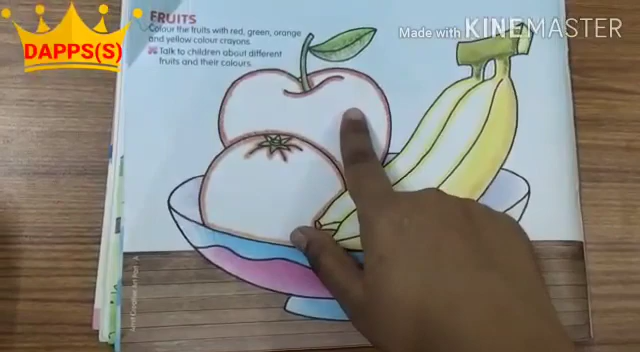 DAPPS(S)
Made with KINEMASTER
FRUITS
Colour the fruits with red, green, orange
and yellow colour crayons.
Talk to children about different
fruits and their colours.